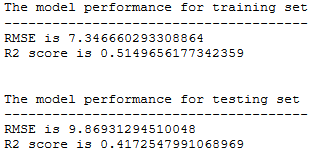 The model performance for training set
--------------------------------------
RMSE is 7.346660293308864
R2 score is 0.5149656177342359
The model performance for testing set
--------------------------------------
RMSE is 9.86931294510048
R2 score is 0.4172547991068969